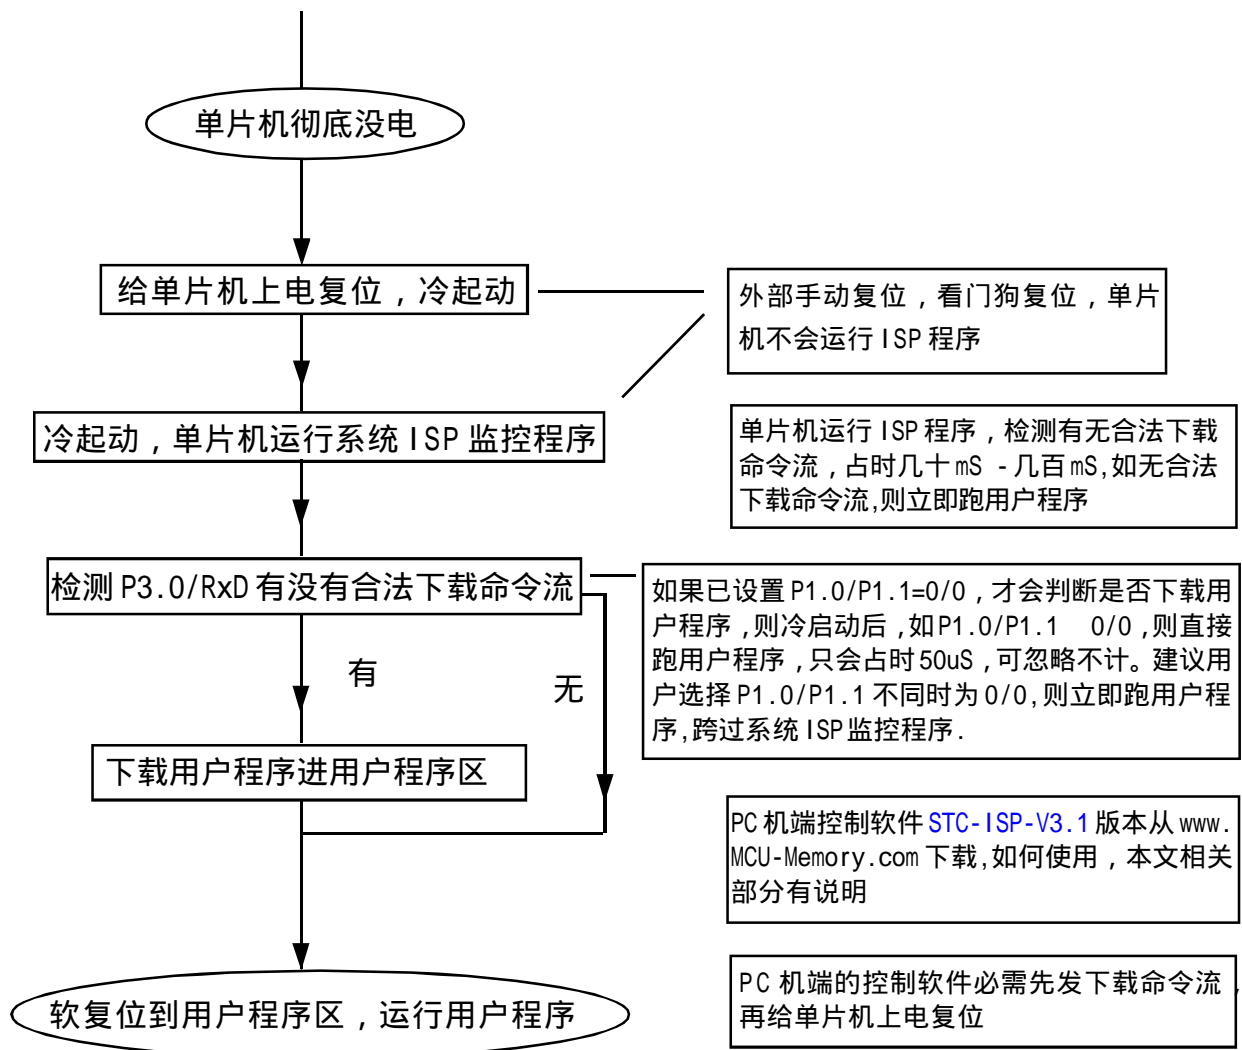 单片机彻底没电
给单片机上电复位，冷起动
外部手动复位，看门狗复位，单片
机不会运行 ISP 程序
冷起动，单片机运行系统 ISP 监控程序
单片机运行 ISP 程序，检测有无合法下载
命令流，占时几十 mS - 几百 mS,如无合法
下载命令流,则立即跑用户程序
检测 P3.0/RxD 有没有合法下载命令流
如果已设置 P1.0/P1.1=0/0，才会判断是否下载用
户程序，则冷启动后，如P1.0/P1.1 0/0，则直接
跑用户程序，只会占时 50uS，可忽略不计。建议用
户选择 P1.0/P1.1 不同时为 0/0,则立即跑用户程
序,跨过系统 ISP 监控程序.
有
无
下载用户程序进用户程序区
PC 机端控制软件 STC-ISP-V3.1 版本从 www.
MCU-Memory.com 下载,如何使用，本文相关
部分有说明
PC 机端的控制软件必需先发下载命令流，
再给单片机上电复位
软复位到用户程序区，运行用户程序